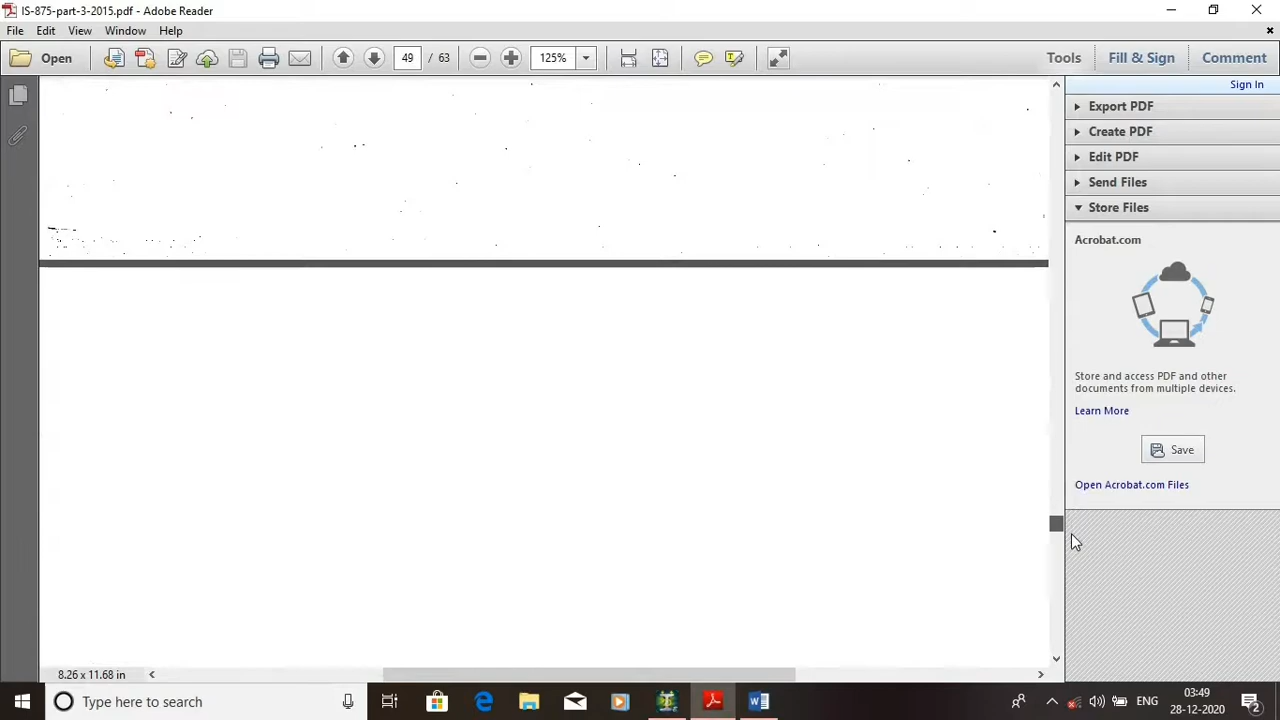 IS-875-part-3-2015.pdf - Adobe Reader
File Edit View Window Help
Open 49 / 63 125% Tools Fill & Sign Comment
Sign In
Export PDF
Create PDF
Edit PDF
Send Files
Store Files
Acrobat.com
Store and access PDF and other
documents from multiple devices.
Learn More
Save
Open Acrobat.com Files
8.26 x 11.68 in
Type here to search
ENG
03:49
28-12-2020
2